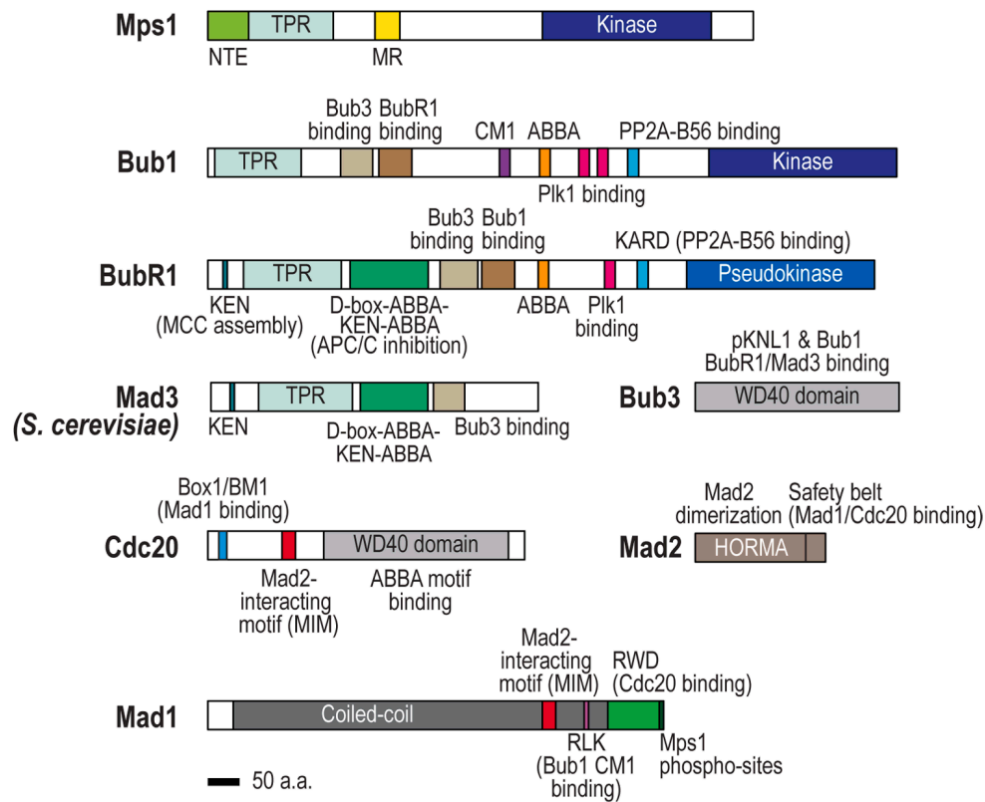 Mps1
TPR
Kinase
NTE
MR
Bub3 binding
BubR1 binding
CM1
ABBA
PP2A-B56 binding
Bub1
TPR
Kinase
Plk1 binding
Bub3 binding
Bub1 binding
KARD (PP2A-B56 binding)
BubR1
TPR
Pseudokinase
KEN
(MCC assembly)
D-box-ABBA-
KEN-ABBA
(APC/C inhibition)
ABBA
Plk1
binding
Mad3
(S. cerevisiae)
TPR
KEN
D-box-ABBA-
KEN-ABBA
Bub3 binding
pKNL1 & Bub1
BubR1/Mad3 binding
Bub3
WD40 domain
Box1/BM1
(Mad1 binding)
Cdc20
WD40 domain
Mad2-
interacting
motif (MIM)
ABBA motif
binding
Mad2
dimerization
Safety belt
(Mad1/Cdc20 binding)
Mad2
HORMA
Mad2-
interacting
motif (MIM)
RWD
(Cdc20 binding)
Mad1
Coiled-coil
RLK
(Bub1 CM1
binding)
Mps1
phospho-sites
50 a.a.